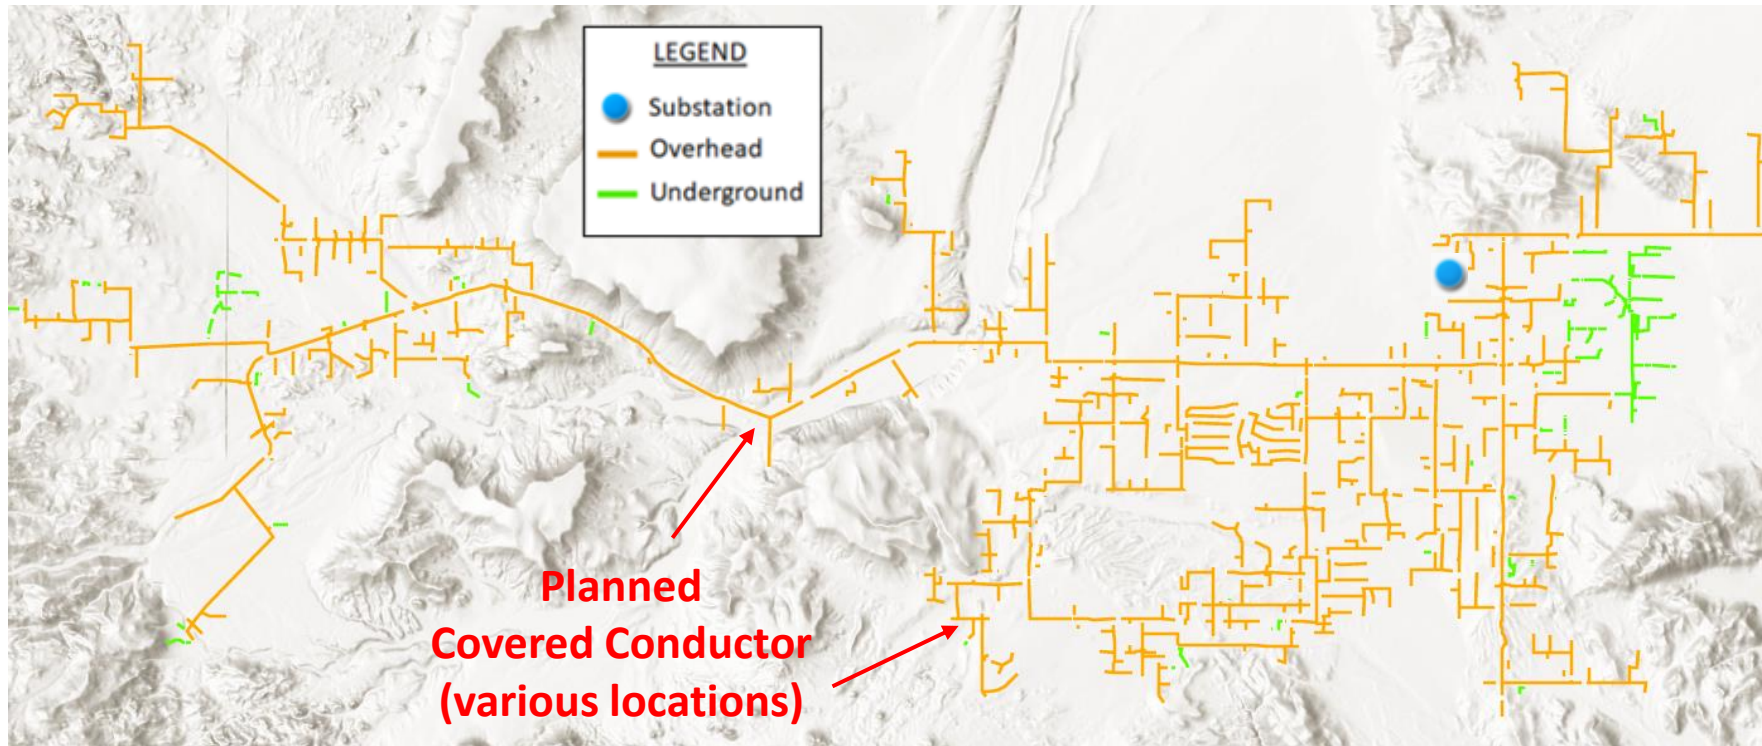 LEGEND
Substation
Overhead
Underground
Planned
Covered Conductor
(various locations)